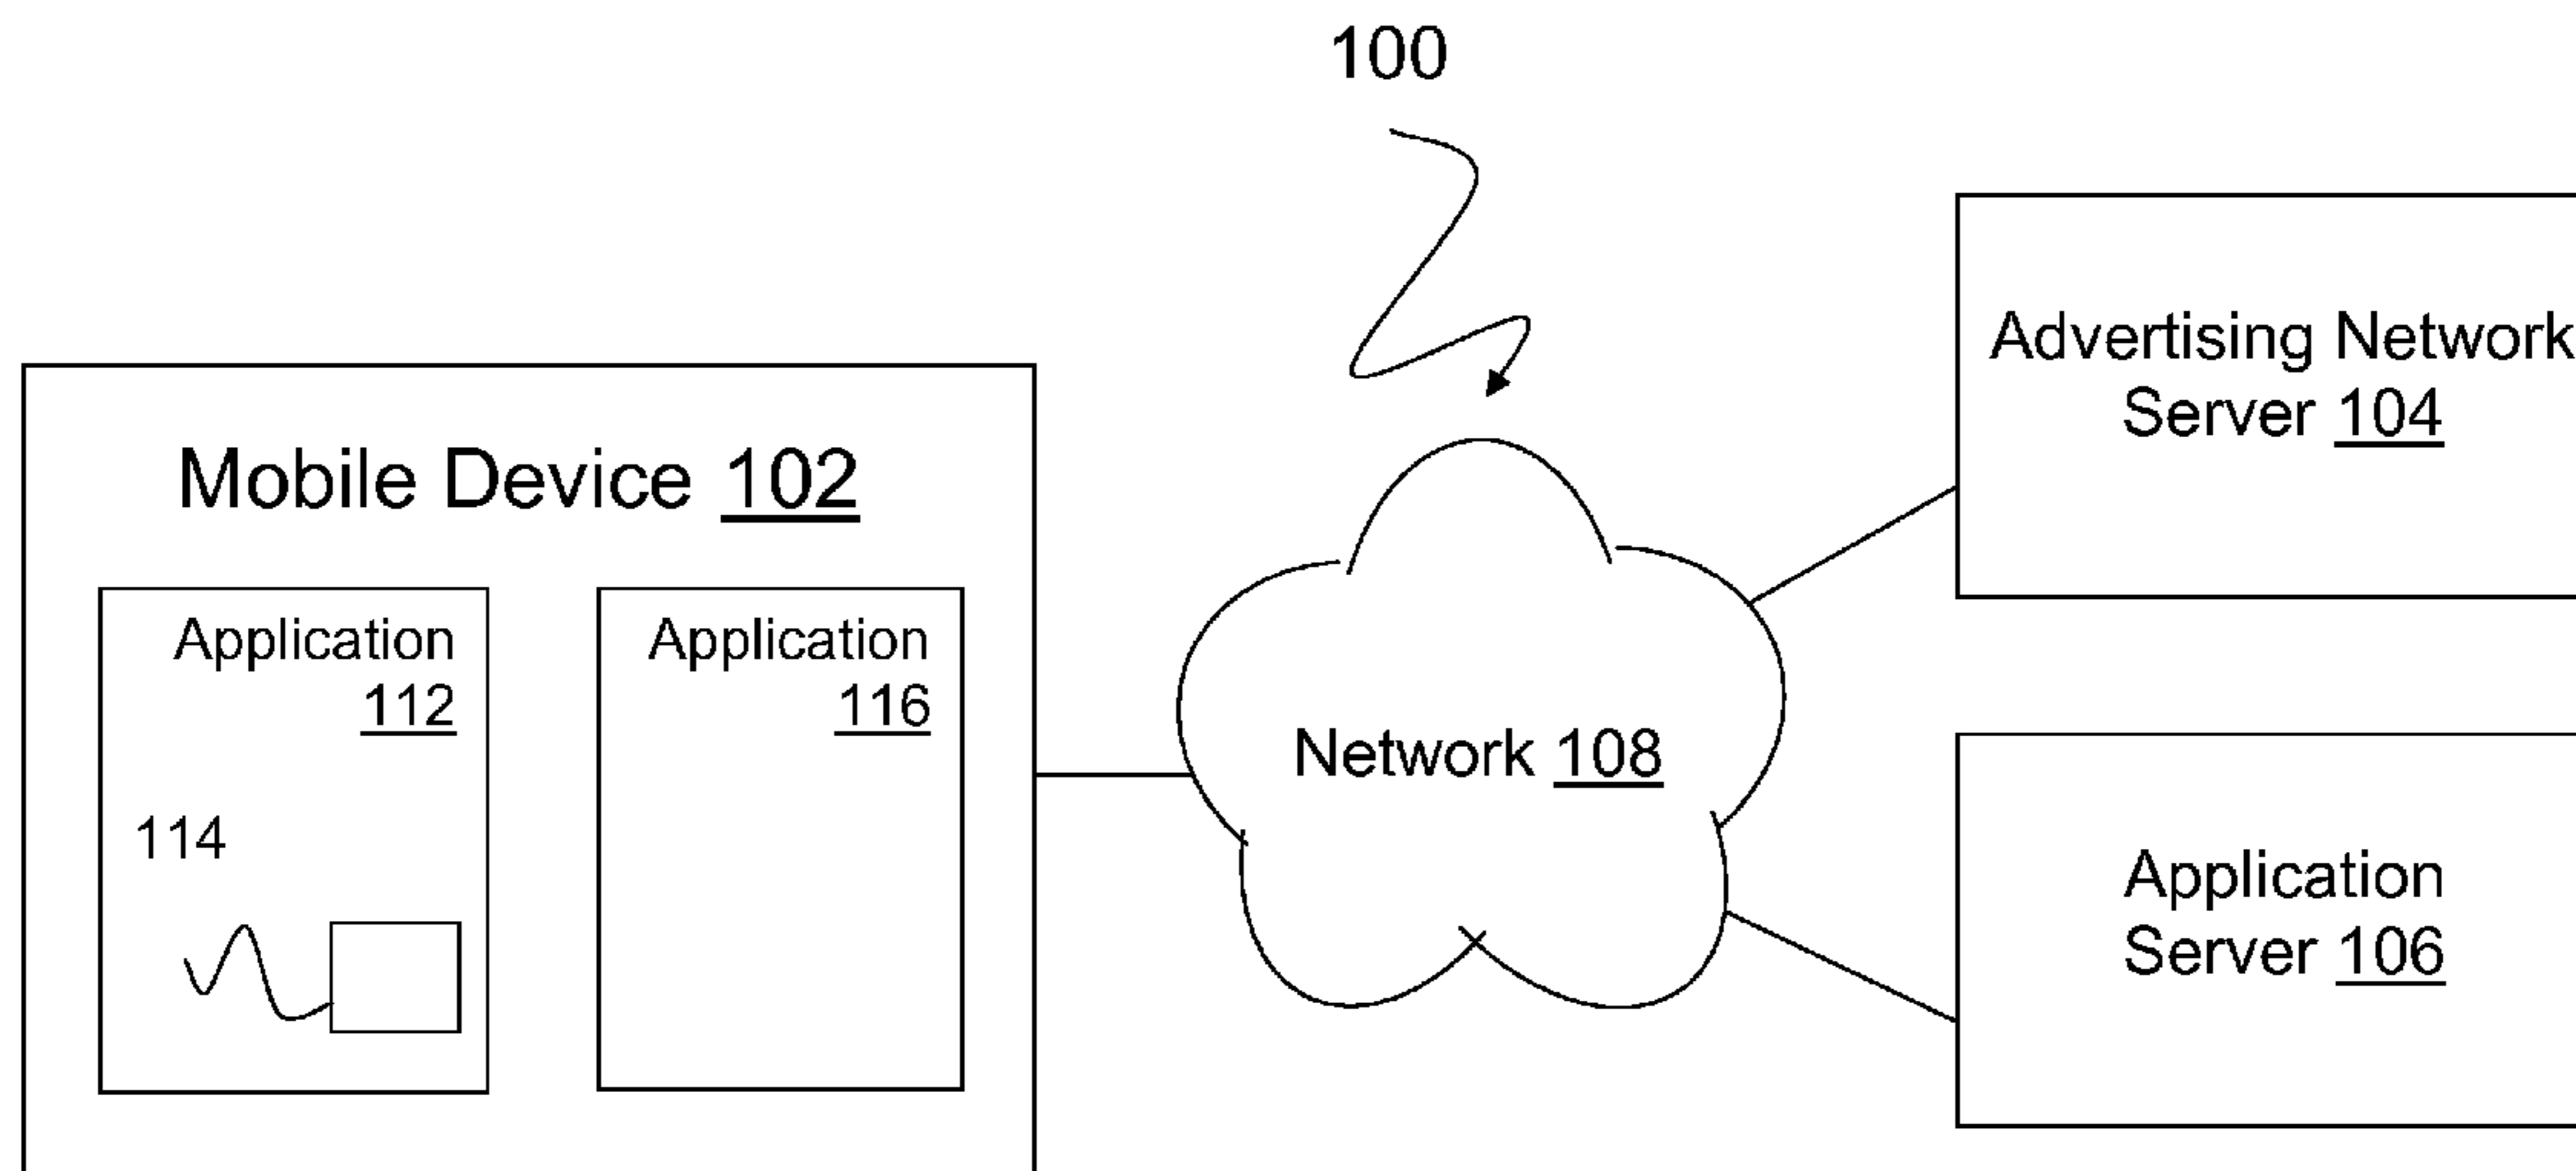 100
Advertising Network
Server 104
Mobile Device 102
Application
112
Application
116
114
Network 108
Application
Server 106